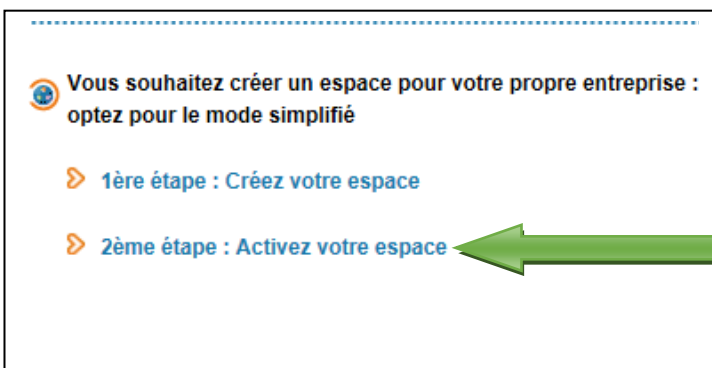 Vous souhaitez créer un espace pour votre propre entreprise :
optez pour le mode simplifié
1ère étape : Créez votre espace
2ème étape : Activez votre espace